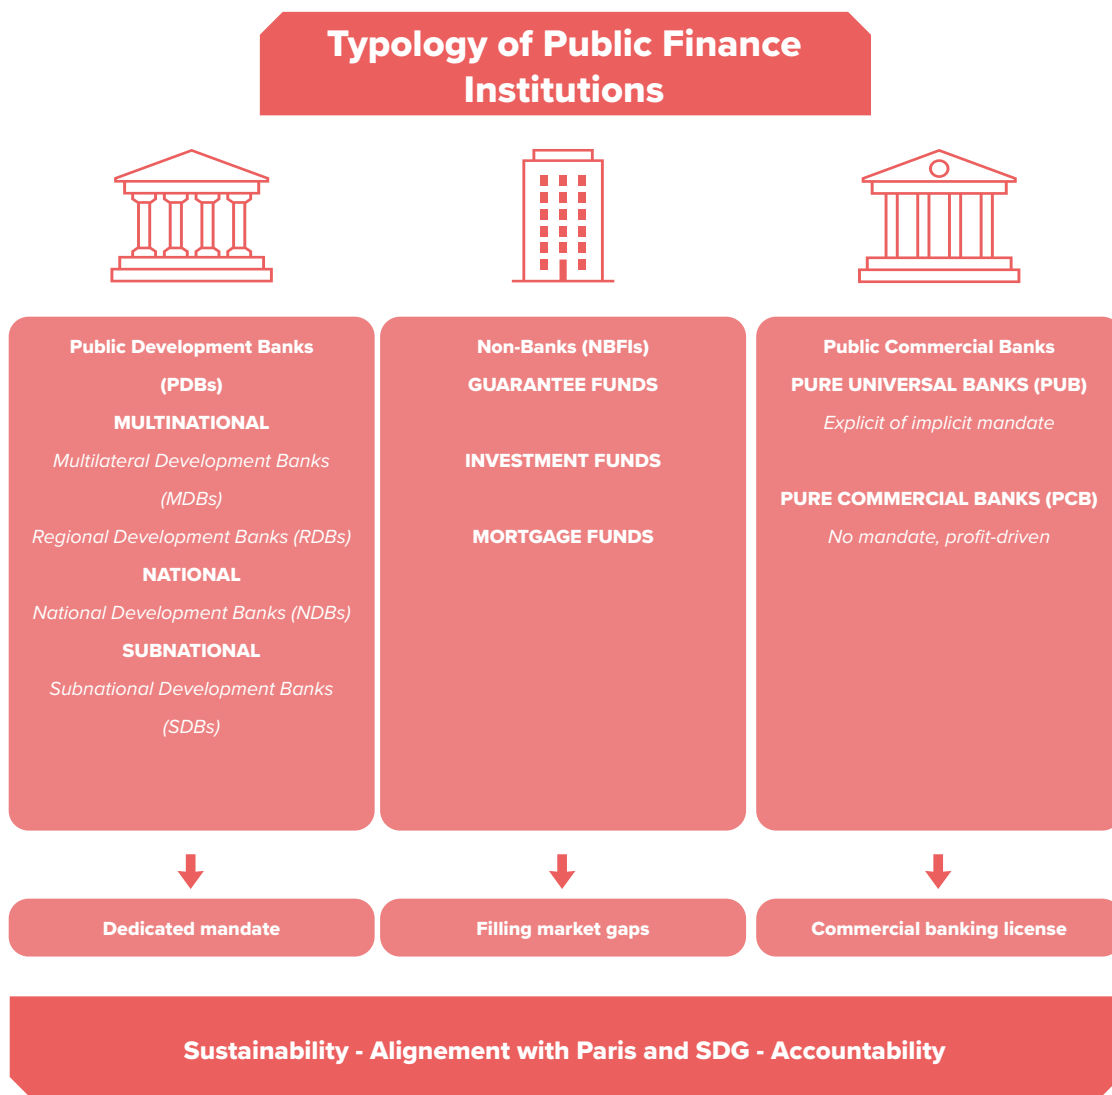 Typology of Public Finance
Institutions
Public Development Banks
(PDBs)
MULTINATIONAL
Multilateral Development Banks
(MDBs)
Regional Development Banks (RDBs)
NATIONAL
National Development Banks (NDBs)
SUBNATIONAL
Subnational Development Banks
(SDBs)
Non-Banks (NBFIs)
GUARANTEE FUNDS
INVESTMENT FUNDS
MORTGAGE FUNDS
Public Commercial Banks
PURE UNIVERSAL BANKS (PUB)
Explicit of implicit mandate
PURE COMMERCIAL BANKS (PCB)
No mandate, profit-driven
Dedicated mandate
Filling market gaps
Commercial banking license
Sustainability - Alignement with Paris and SDG - Accountability